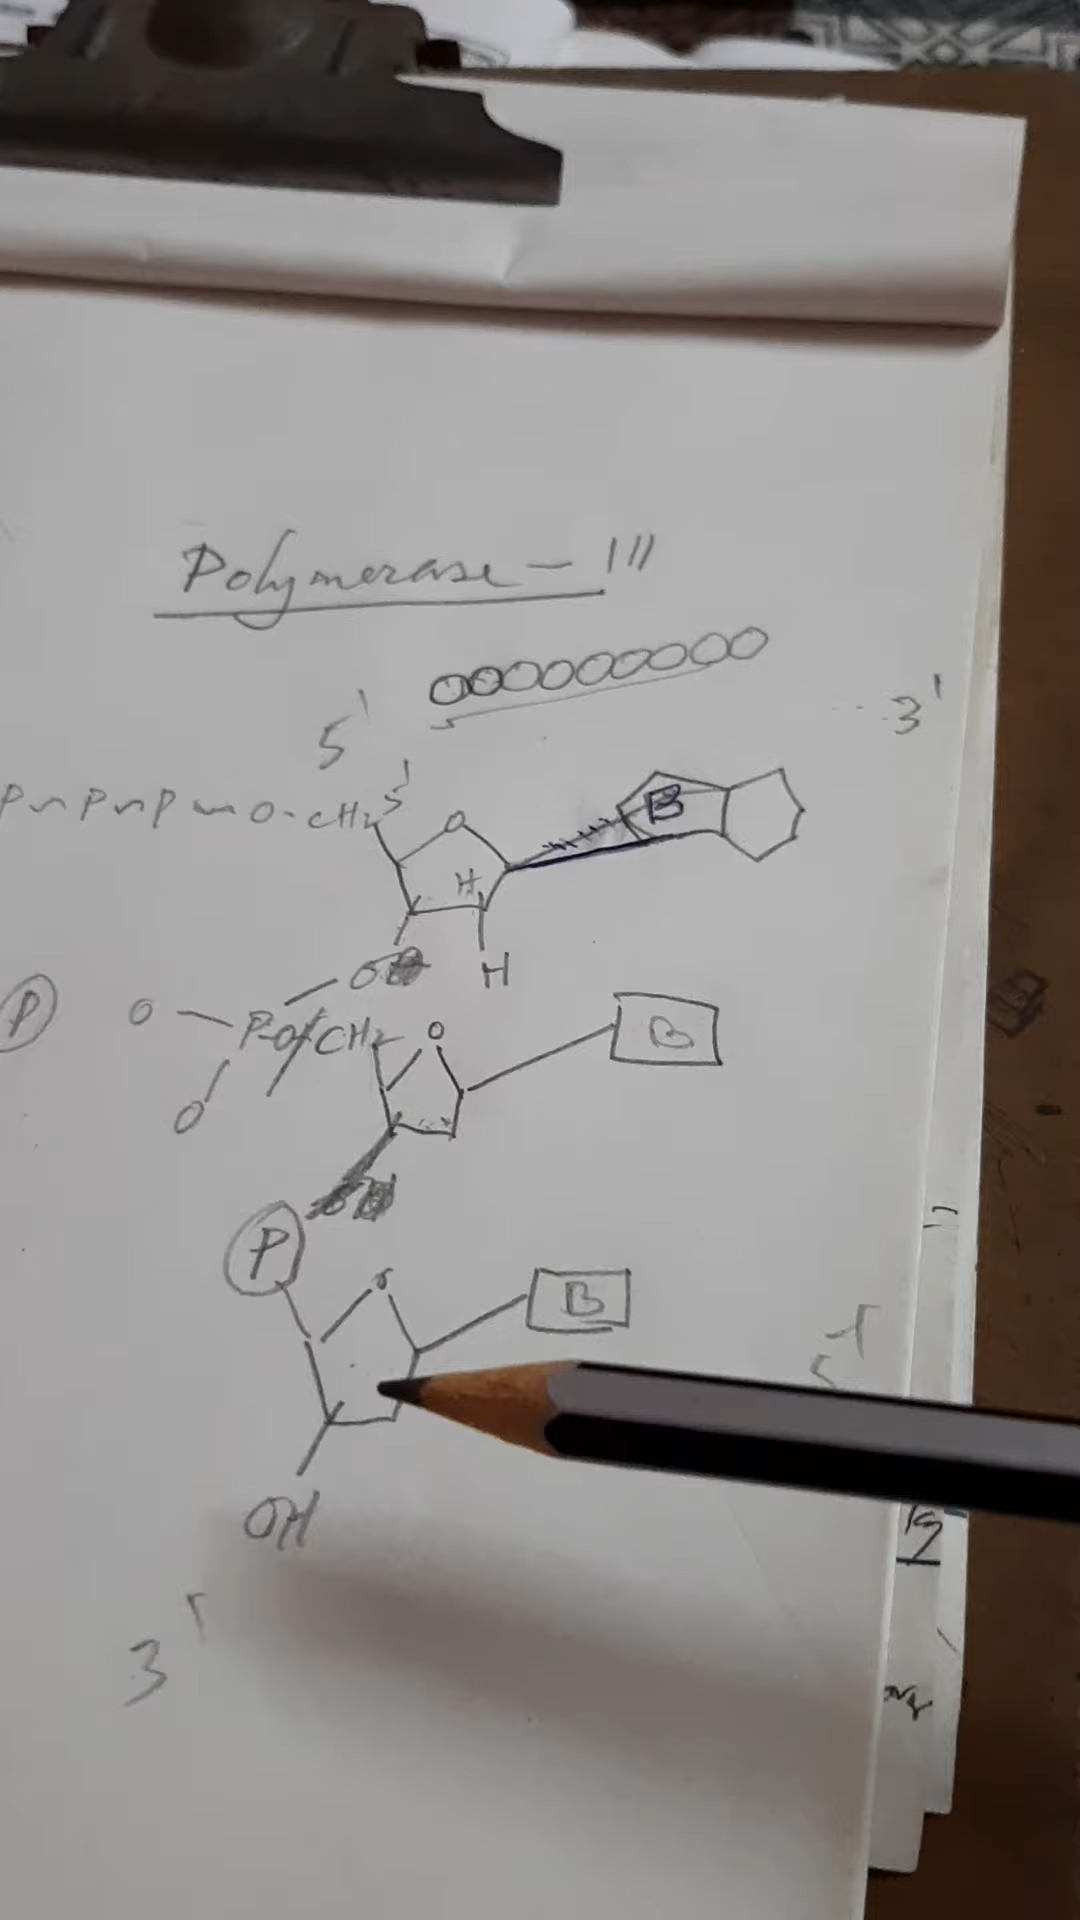 Polymerase - III
5' 3'
P~P~P~O-CH2 5' O B
H
O H
P O - P-O CH2 O B
O
P B
OH
3'